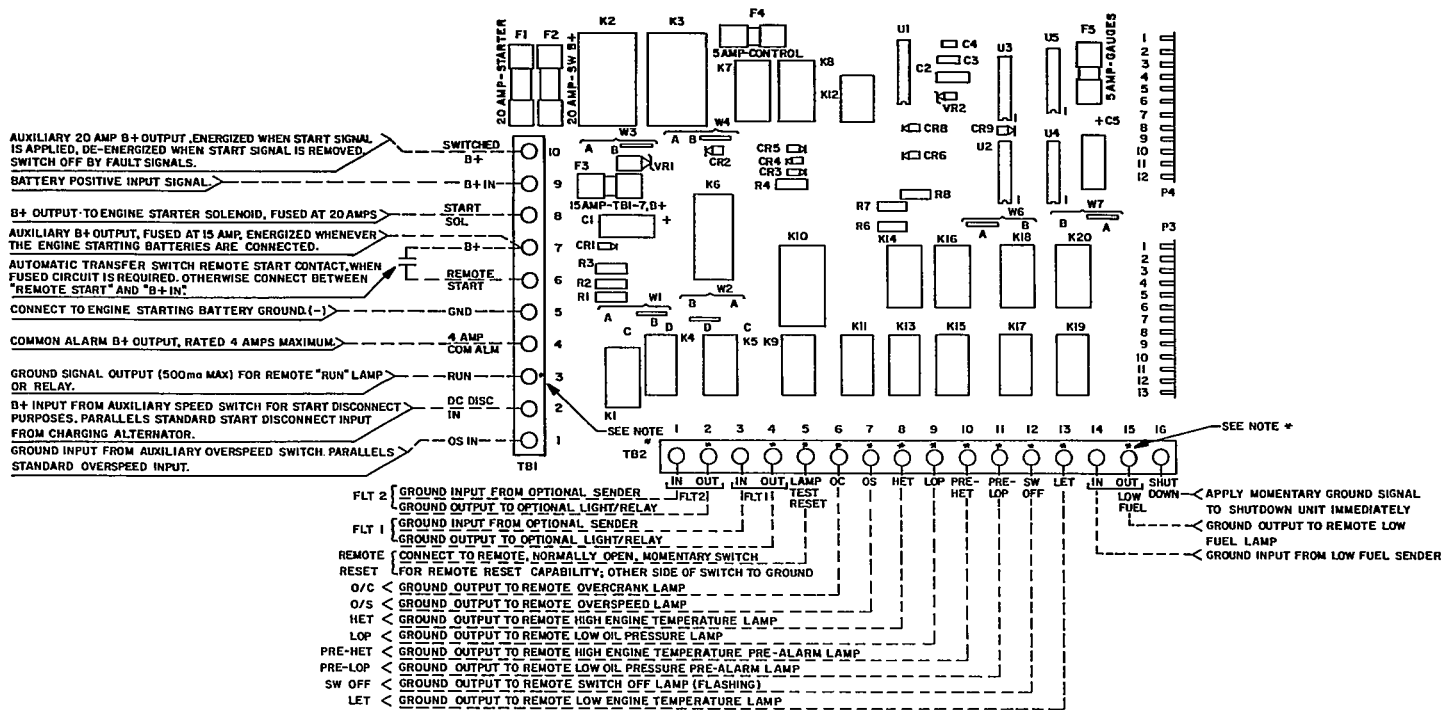 F1 F2
20 AMP-STARTER
20 AMP-SW B+
K2 K3
F4
5 AMP-CONTROL
K7 K8
K12
U1
C4
C3
C2
VR2
U3 U5
F5
5 AMP-GAUGES
1
2
3
4
5
6
7
8
9
10
11
12
P4
W3
A B
W4
A B
VR1
CR2
CR5
CR4
CR3
R4
CR8
CR6
CR9
U2 U4
+ C5
F3
15 AMP-TB1-7, B+
C1 +
CR1
R3
R2
R1
K6
R8
R7
R6
W6
A B
W7
B A
P3
1
2
3
4
5
6
7
8
9
10
11
12
13
K10
K14 K16 K18 K20
W1
A B
C D
W2
B A
D C
K4 K5 K9
K11 K13 K15 K17 K19
K1
AUXILIARY 20 AMP B+ OUTPUT, ENERGIZED WHEN START SIGNAL
IS APPLIED, DE-ENERGIZED WHEN START SIGNAL IS REMOVED,
SWITCH OFF BY FAULT SIGNALS.
SWITCHED
B+
10
BATTERY POSITIVE INPUT SIGNAL.
B+ IN
9
B+ OUTPUT TO ENGINE STARTER SOLENOID, FUSED AT 20 AMPS
START
SOL
8
AUXILIARY B+ OUTPUT, FUSED AT 15 AMP, ENERGIZED WHENEVER
THE ENGINE STARTING BATTERIES ARE CONNECTED.
B+
7
AUTOMATIC TRANSFER SWITCH REMOTE START CONTACT, WHEN
FUSED CIRCUIT IS REQUIRED. OTHERWISE CONNECT BETWEEN
"REMOTE START" AND "B+ IN".
REMOTE
START
6
CONNECT TO ENGINE STARTING BATTERY GROUND.(-)
GND
5
COMMON ALARM B+ OUTPUT, RATED 4 AMPS MAXIMUM.
4 AMP
COM ALM
4
GROUND SIGNAL OUTPUT (500ma MAX) FOR REMOTE "RUN" LAMP
OR RELAY.
RUN
3
B+ INPUT FROM AUXILIARY SPEED SWITCH FOR START DISCONNECT
PURPOSES. PARALLELS STANDARD START DISCONNECT INPUT
FROM CHARGING ALTERNATOR.
DC DISC
IN
2
OS IN
1
GROUND INPUT FROM AUXILIARY OVERSPEED SWITCH. PARALLELS
STANDARD OVERSPEED INPUT.
TB1
SEE NOTE *
1 2 3 4 5 6 7 8 9 10 11 12 13 14 15 16
SEE NOTE *
TB2
IN OUT IN OUT LAMP TEST RESET OC OS HET LOP PRE-HET PRE-LOP SW OFF LET IN OUT SHUT DOWN
FLT2 FLT1 LOW FUEL
APPLY MOMENTARY GROUND SIGNAL
TO SHUTDOWN UNIT IMMEDIATELY
GROUND OUTPUT TO REMOTE LOW
FUEL LAMP
GROUND INPUT FROM LOW FUEL SENDER
FLT 2 GROUND INPUT FROM OPTIONAL SENDER
GROUND OUTPUT TO OPTIONAL LIGHT/RELAY
FLT 1 GROUND INPUT FROM OPTIONAL SENDER
GROUND OUTPUT TO OPTIONAL LIGHT/RELAY
REMOTE CONNECT TO REMOTE, NORMALLY OPEN, MOMENTARY SWITCH
RESET FOR REMOTE RESET CAPABILITY; OTHER SIDE OF SWITCH TO GROUND
O/C GROUND OUTPUT TO REMOTE OVERCRANK LAMP
O/S GROUND OUTPUT TO REMOTE OVERSPEED LAMP
HET GROUND OUTPUT TO REMOTE HIGH ENGINE TEMPERATURE LAMP
LOP GROUND OUTPUT TO REMOTE LOW OIL PRESSURE LAMP
PRE-HET GROUND OUTPUT TO REMOTE HIGH ENGINE TEMPERATURE PRE-ALARM LAMP
PRE-LOP GROUND OUTPUT TO REMOTE LOW OIL PRESSURE PRE-ALARM LAMP
SW OFF GROUND OUTPUT TO REMOTE SWITCH OFF LAMP (FLASHING)
LET GROUND OUTPUT TO REMOTE LOW ENGINE TEMPERATURE LAMP